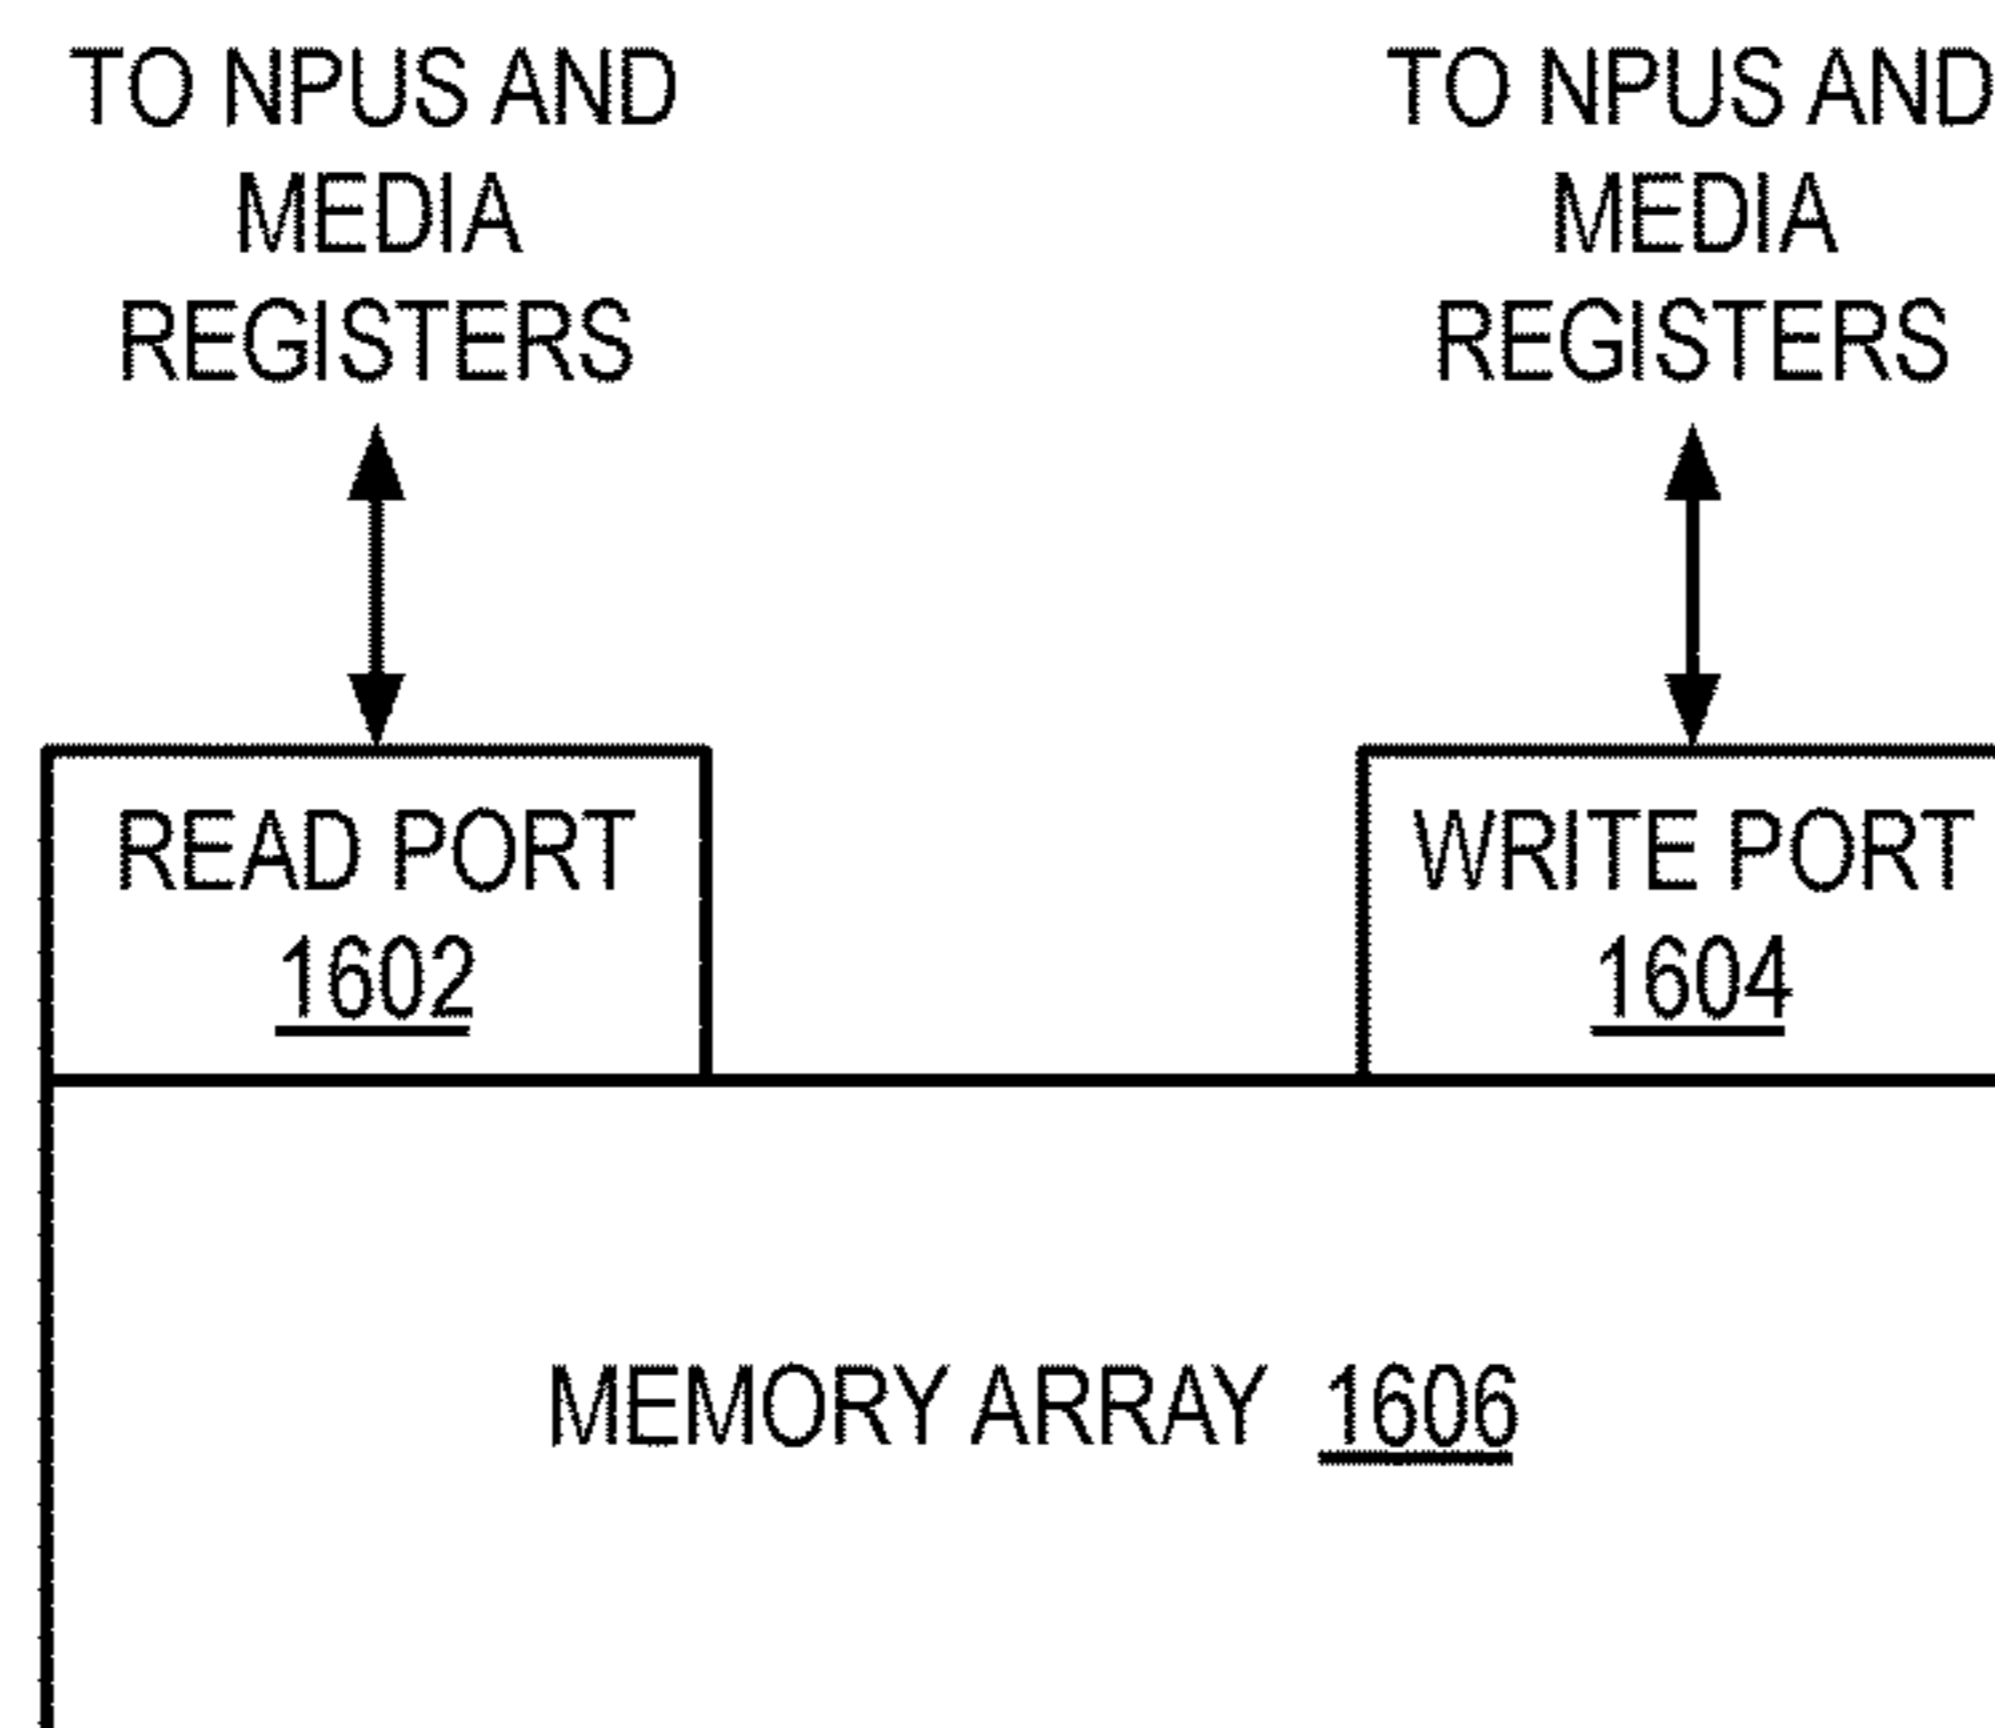 TO NPUS AND
MEDIA
REGISTERS
TO NPUS AND
MEDIA
REGISTERS
READ PORT
1602
WRITE PORT
1604
MEMORY ARRAY 1606